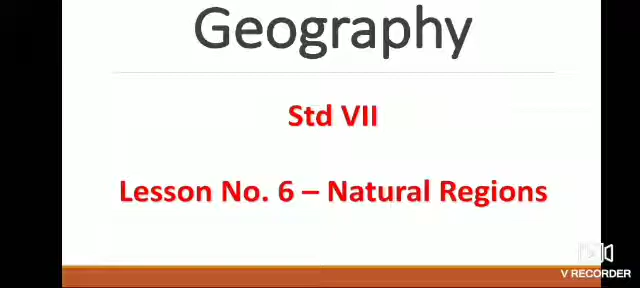 Geography
Std VII
Lesson No. 6 – Natural Regions
V RECORDER